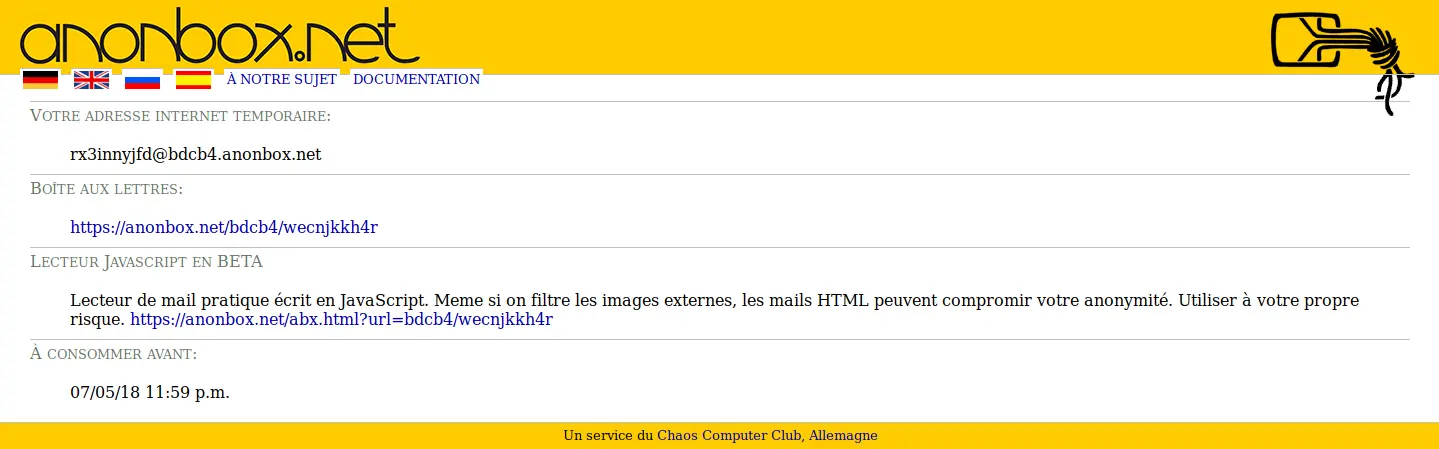 anonbox.net
À NOTRE SUJET DOCUMENTATION
VOTRE ADRESSE INTERNET TEMPORAIRE:
rx3innyjfd@bdcb4.anonbox.net
BOÎTE AUX LETTRES:
https://anonbox.net/bdcb4/wecnjkkh4r
LECTEUR JAVASCRIPT EN BETA
Lecteur de mail pratique écrit en JavaScript. Meme si on filtre les images externes, les mails HTML peuvent compromir votre anonymité. Utiliser à votre propre
risque. https://anonbox.net/abx.html?url=bdcb4/wecnjkkh4r
À CONSOMMER AVANT:
07/05/18 11:59 p.m.
Un service du Chaos Computer Club, Allemagne